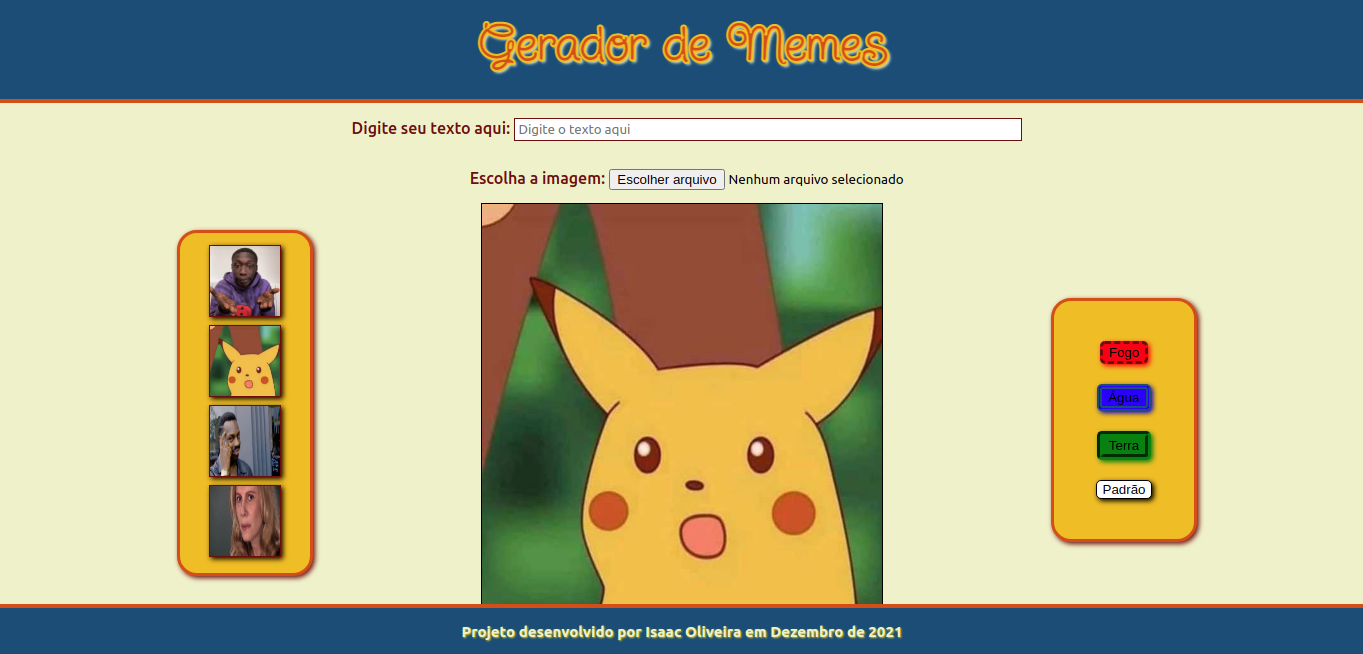 Gerador de Memes
Digite seu texto aqui: Digite o texto aqui
Escolha a imagem: Escolher arquivo Nenhum arquivo selecionado
Fogo
Água
Terra
Padrão
Projeto desenvolvido por Isaac Oliveira em Dezembro de 2021